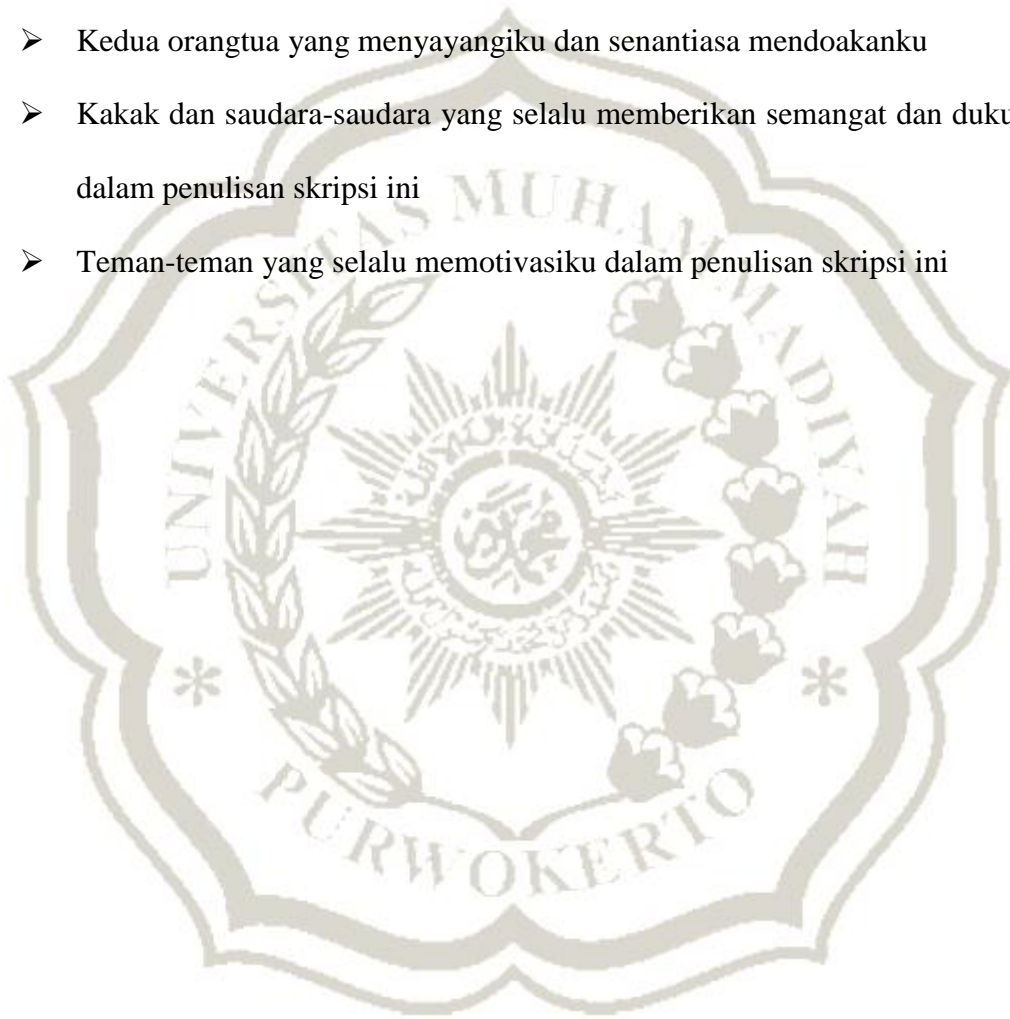 ➢ Kedua orangtua yang menyayangiku dan senantiasa mendoakanku
➢ Kakak dan saudara-saudara yang selalu memberikan semangat dan duku
dalam penulisan skripsi ini
➢ Teman-teman yang selalu memotivasiku dalam penulisan skripsi ini
UNIVERSITAS MUHAMMADIYAH
PURWOKERTO